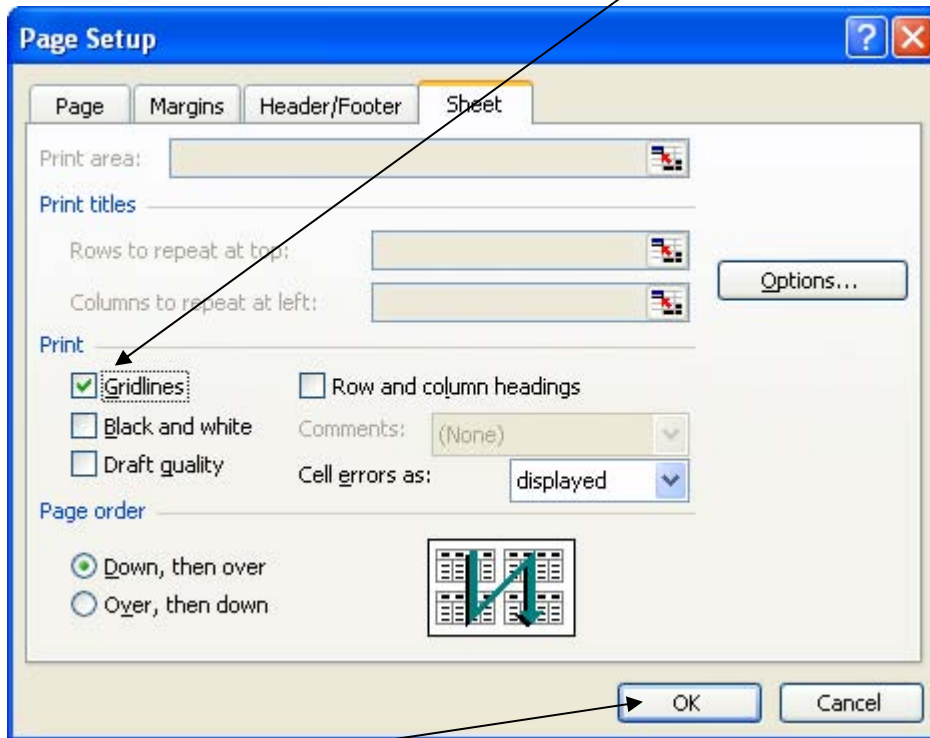 Page Setup
Page Margins Header/Footer Sheet
Print area:
Print titles
Rows to repeat at top:
Columns to repeat at left:
Options...
Print
Gridlines Row and column headings
Black and white Comments: (None)
Draft quality Cell errors as: displayed
Page order
Down, then over
Over, then down
OK Cancel